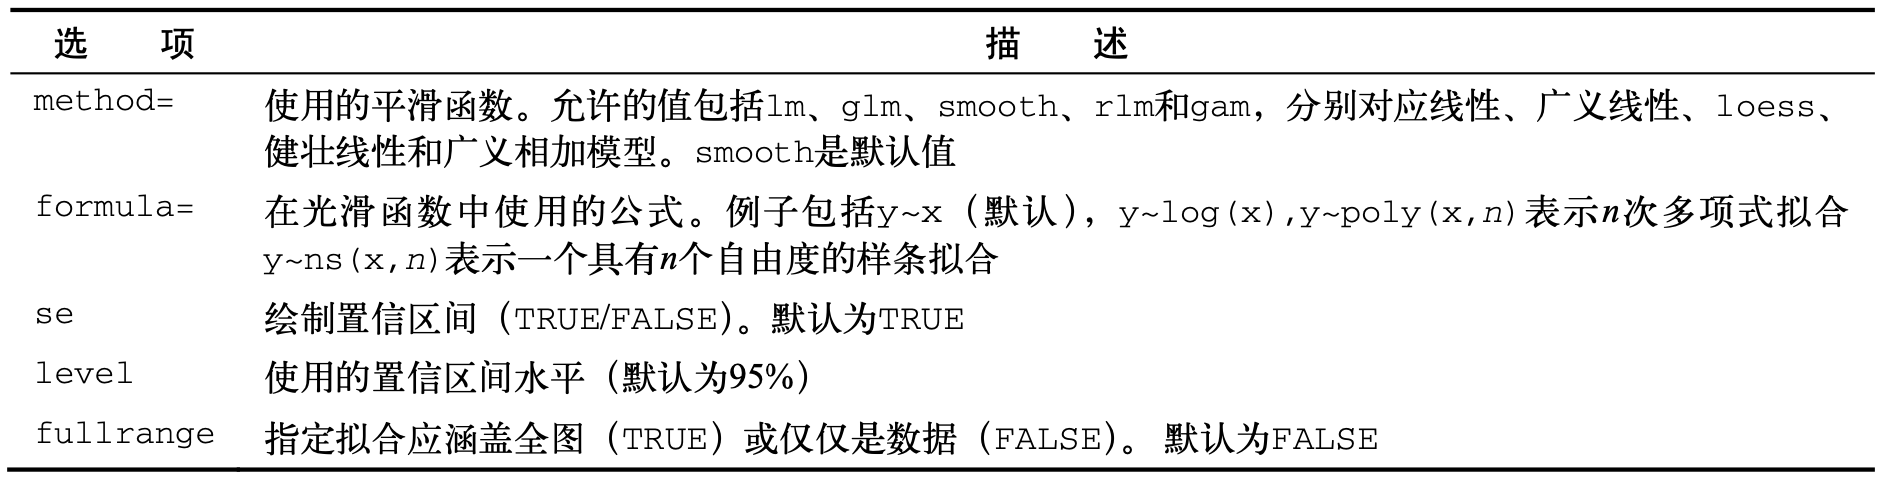 选 项 描 述
method= 使用的平滑函数。允许的值包括lm、glm、smooth、rlm和gam，分别对应线性、广义线性、loess、
健壮线性和广义相加模型。smooth是默认值
formula= 在光滑函数中使用的公式。例子包括y~x（默认），y~log(x),y~poly(x,n)表示n次多项式拟合
y~ns(x,n)表示一个具有n个自由度的样条拟合
se 绘制置信区间（TRUE/FALSE）。默认为TRUE
level 使用的置信区间水平（默认为95%）
fullrange 指定拟合应涵盖全图（TRUE）或仅仅是数据（FALSE）。默认为FALSE